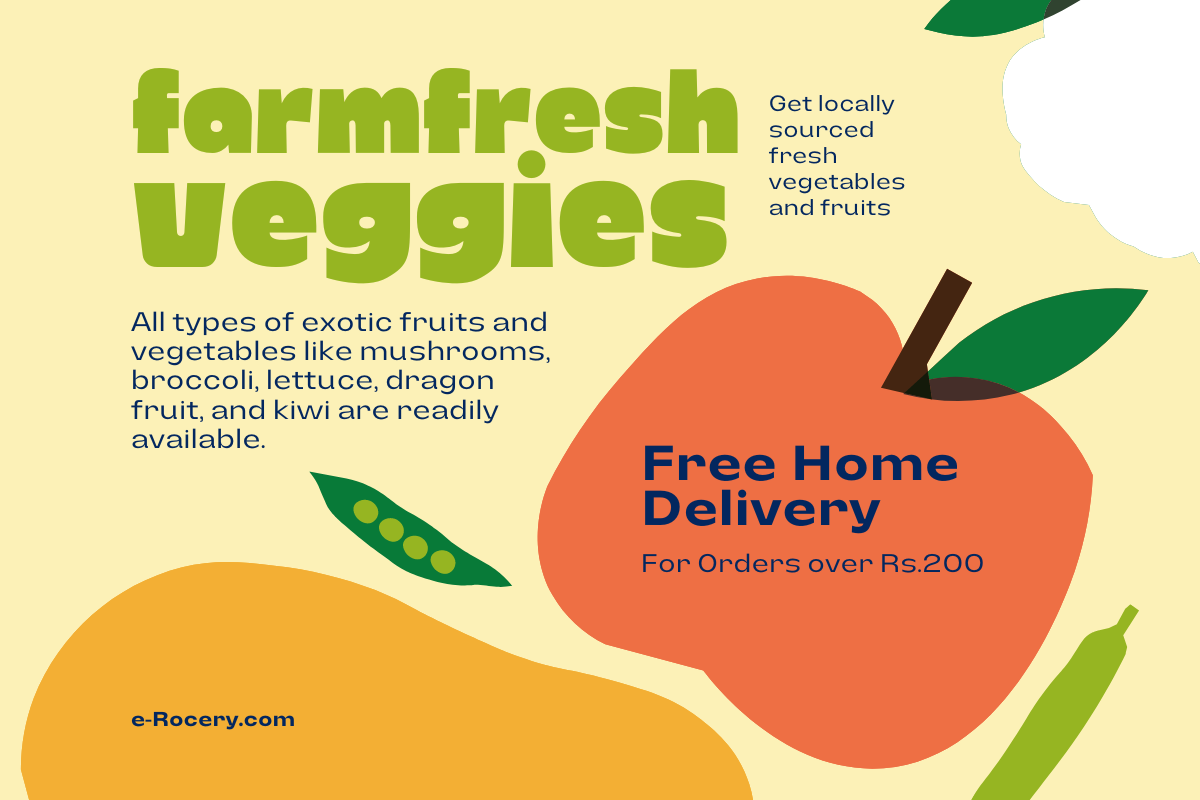 farmfresh
veggies
Get locally
sourced
fresh
vegetables
and fruits
All types of exotic fruits and
vegetables like mushrooms,
broccoli, lettuce, dragon
fruit, and kiwi are readily
available.
Free Home
Delivery
For Orders over Rs.200
e-Rocery.com